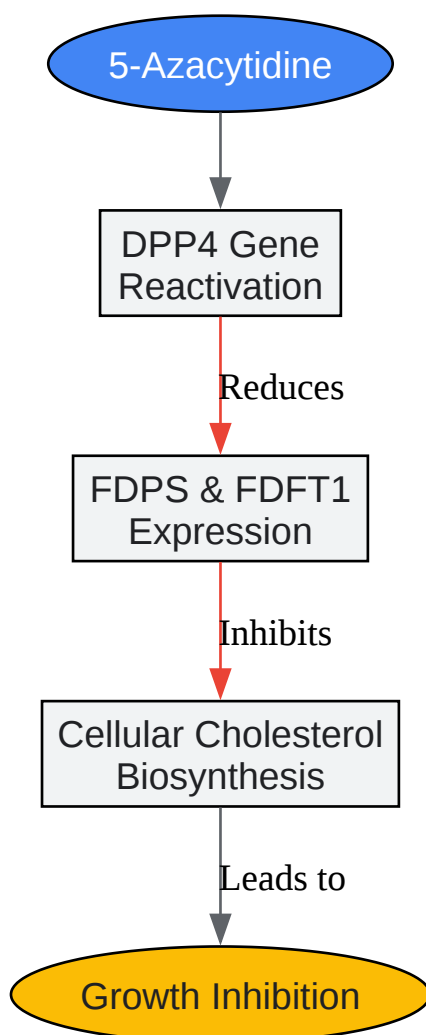 5-Azacytidine
DPP4 Gene
Reactivation
Reduces
FDPS & FDFT1
Expression
Inhibits
Cellular Cholesterol
Biosynthesis
Leads to
Growth Inhibition